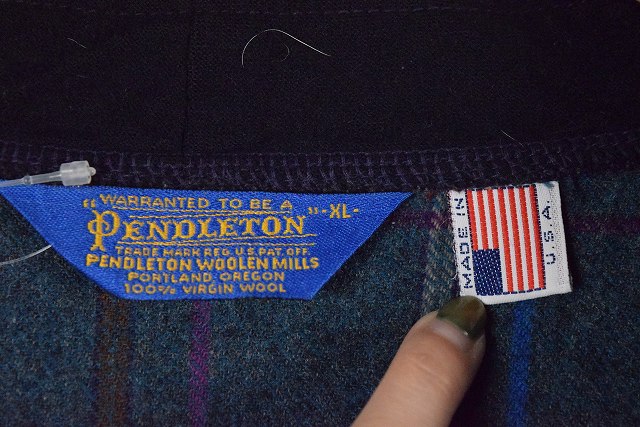 "WARRANTED TO BE A
PENDLETON" -XL-
TRADE MARK REG. U.S. PAT. OFF.
PENDLETON WOOLEN MILLS
PORTLAND, OREGON
100% VIRGIN WOOL
MADE IN
U.S.A.